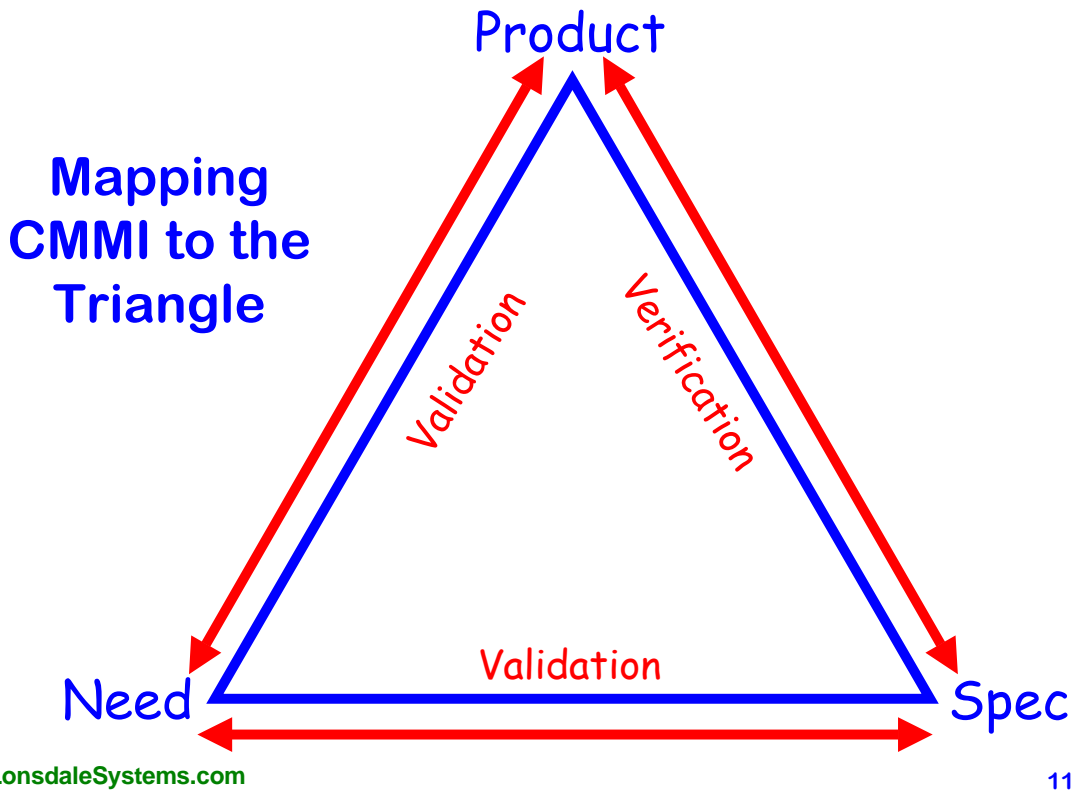 Product
Mapping
CMMI to the
Triangle
Validation
Verification
Validation
Need
Spec
onsdaleSystems.com
11